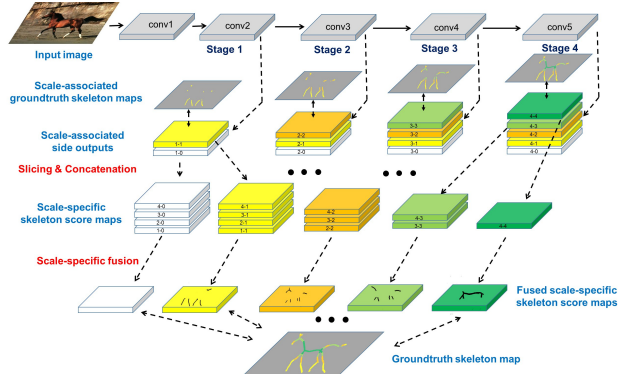 conv1
conv2
conv3
conv4
conv5
Input image
Stage 1
Stage 2
Stage 3
Stage 4
Scale-associated
groundtruth skeleton maps
Scale-associated
side outputs
1-1
1-0
2-2
2-1
2-0
3-3
3-2
3-1
3-0
4-4
4-3
4-2
4-1
4-0
Slicing & Concatenation
Scale-specific
skeleton score maps
4-0
3-0
2-0
1-0
4-1
3-1
2-1
1-1
4-2
3-2
2-2
4-3
3-3
4-4
Scale-specific fusion
Fused scale-specific
skeleton score maps
Groundtruth skeleton map